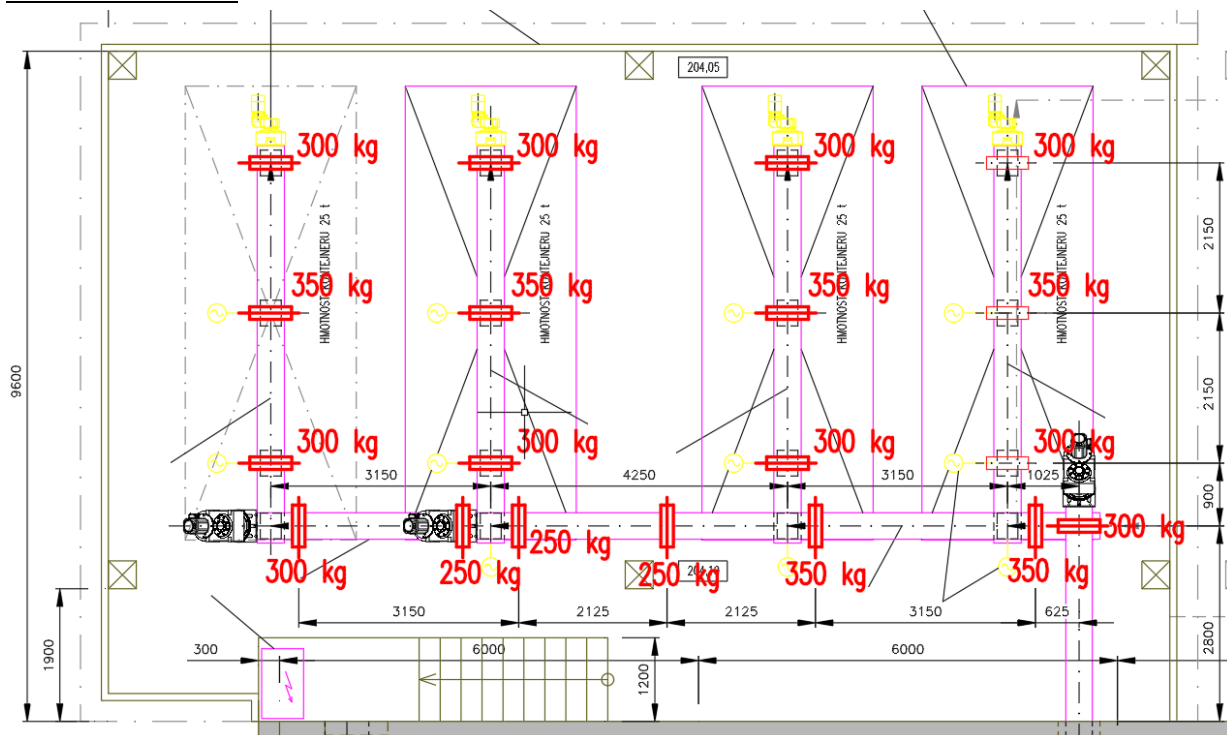 204,05
300 kg
300 kg
300 kg
300 kg
HMOTNOST KONTEJNERU 25 t
HMOTNOST KONTEJNERU 25 t
HMOTNOST KONTEJNERU 25 t
2150
350 kg
350 kg
350 kg
350 kg
9600
2150
300 kg
300 kg
300 kg
300 kg
3150
4250
3150
1025
900
300 kg
250 kg
300 kg
250 kg
250 kg
204,10
350 kg
350 kg
3150
2125
2125
3150
625
1900
300
6000
6000
1200
2800